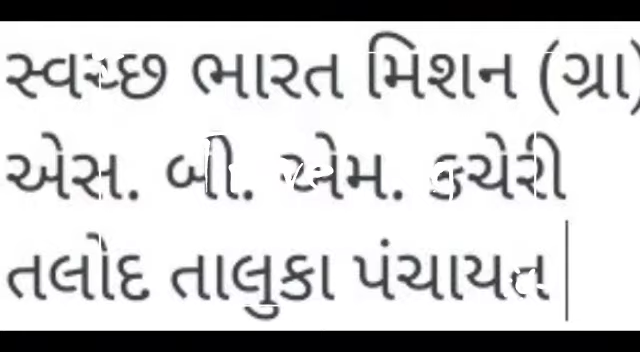 સ્વચ્છ ભારત મિશન (ગ્રા)
એસ. બી. એમ. કચેરી
તલોદ તાલુકા પંચાયત